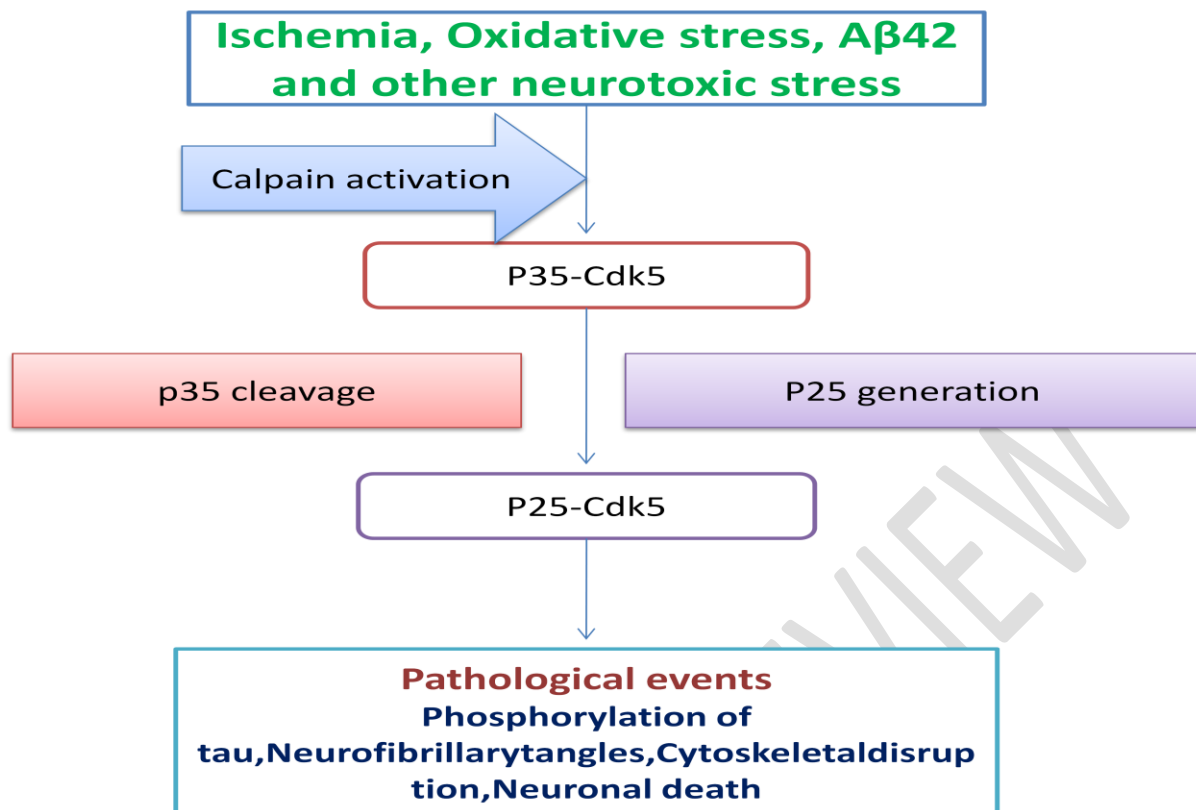 Ischemia, Oxidative stress, Aβ42
and other neurotoxic stress
Calpain activation
P35-Cdk5
p35 cleavage
P25 generation
P25-Cdk5
Pathological events
Phosphorylation of
tau,Neurofibrillarytangles,Cytoskeletaldisrup
tion,Neuronal death